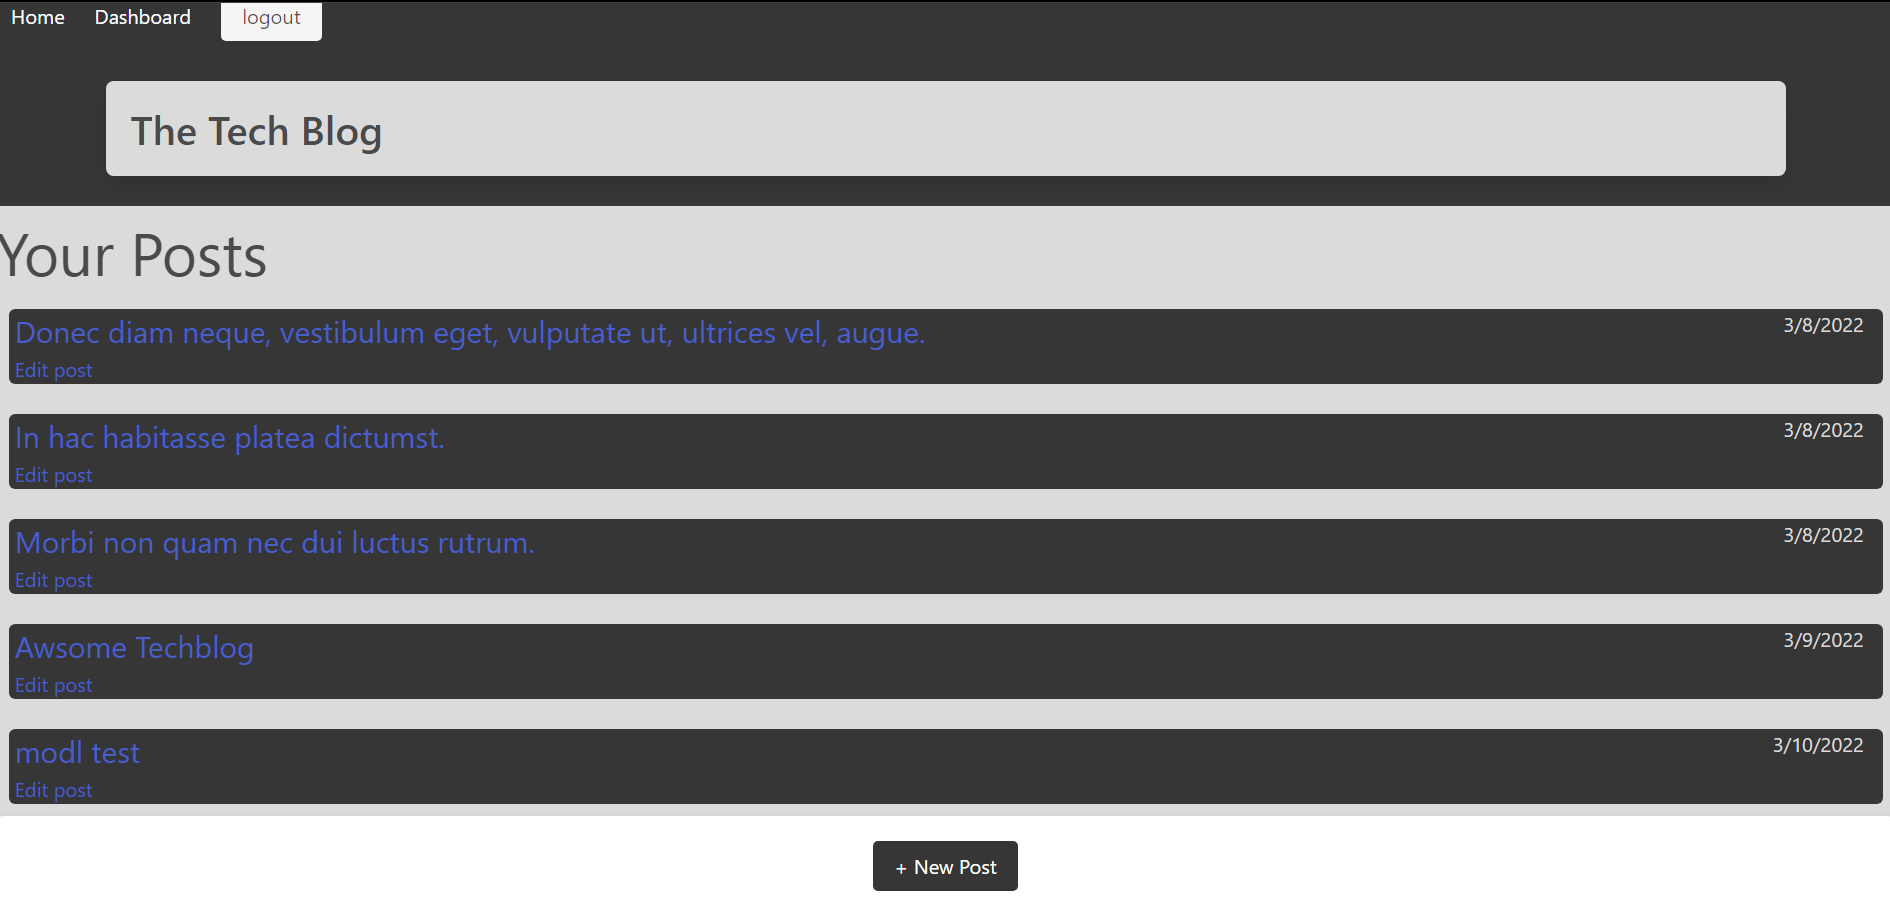 Home Dashboard logout
The Tech Blog
Your Posts
Donec diam neque, vestibulum eget, vulputate ut, ultrices vel, augue. 3/8/2022
Edit post
In hac habitasse platea dictumst. 3/8/2022
Edit post
Morbi non quam nec dui luctus rutrum. 3/8/2022
Edit post
Awsome Techblog 3/9/2022
Edit post
modl test 3/10/2022
Edit post
+ New Post